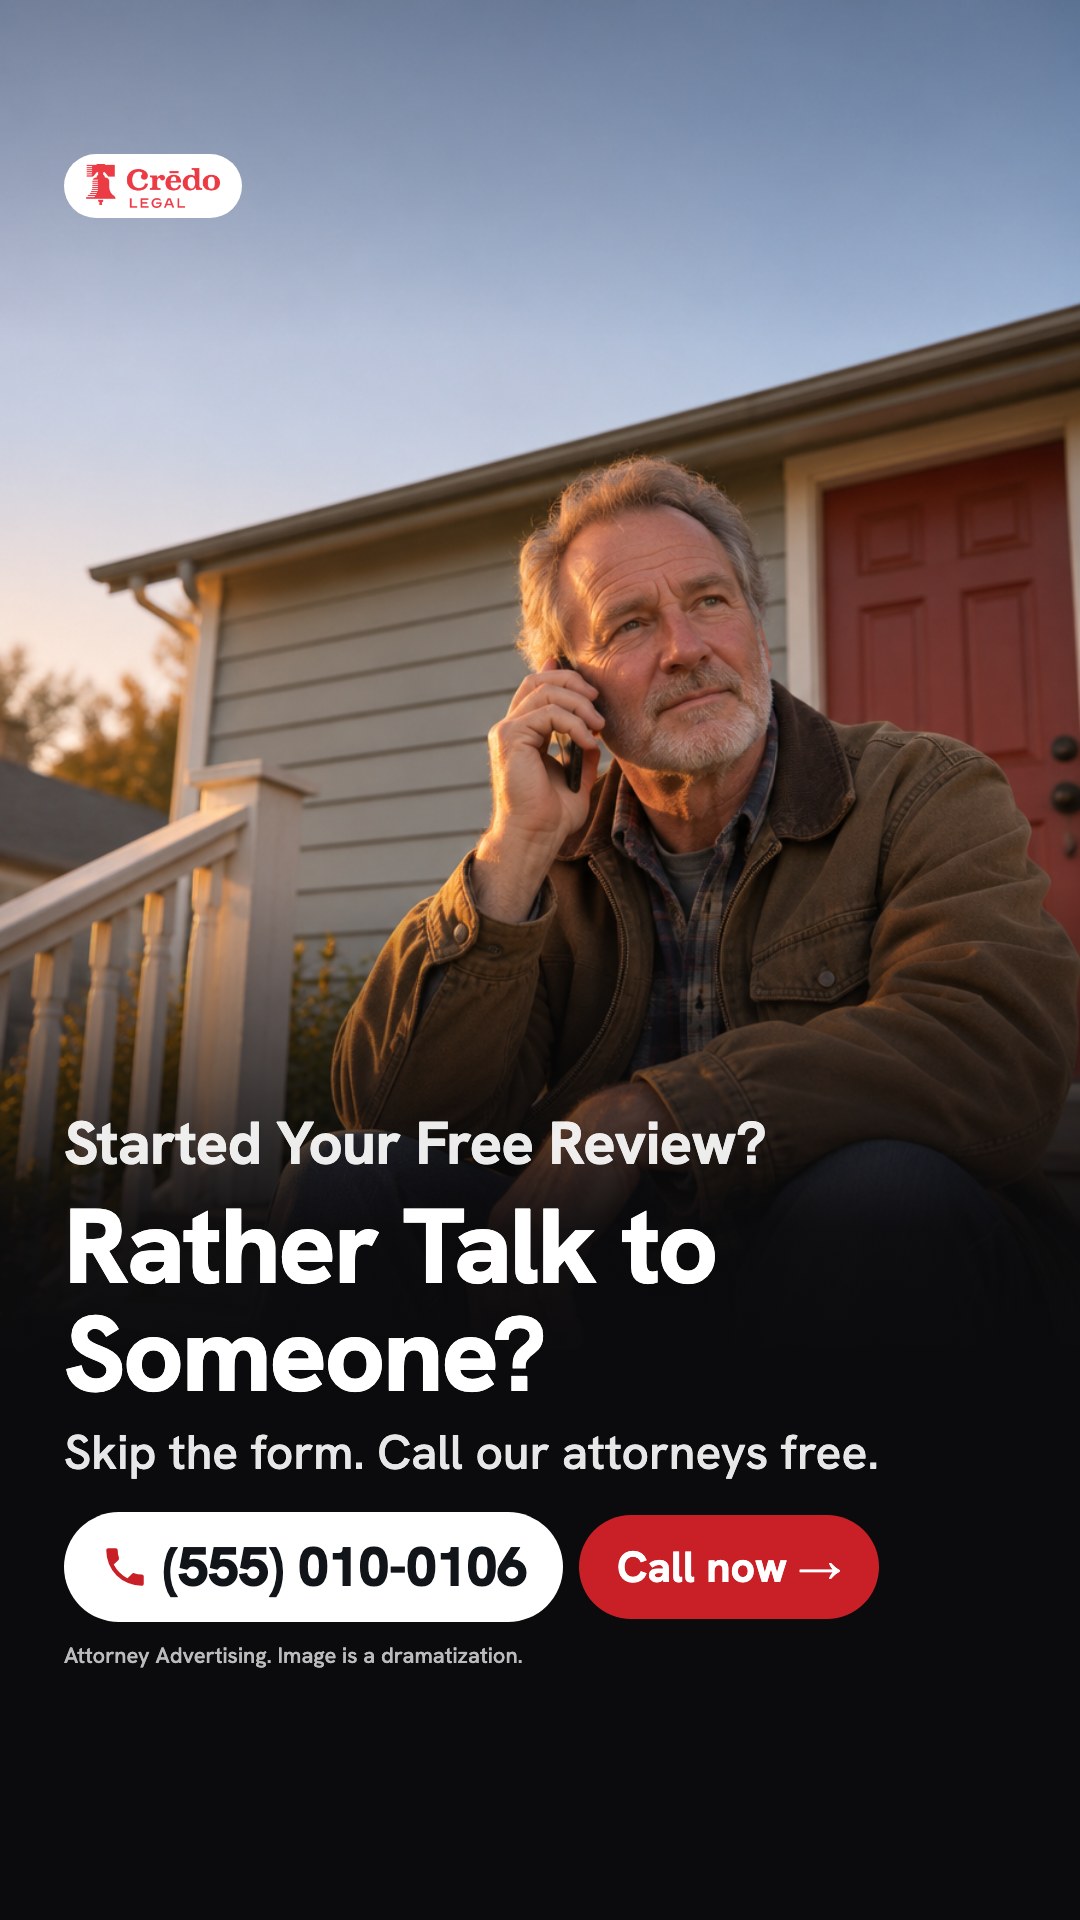 Crēdo
LEGAL
Started Your Free Review?
Rather Talk to
Someone?
Skip the form. Call our attorneys free.
(555) 010-0106
Call now →
Attorney Advertising. Image is a dramatization.